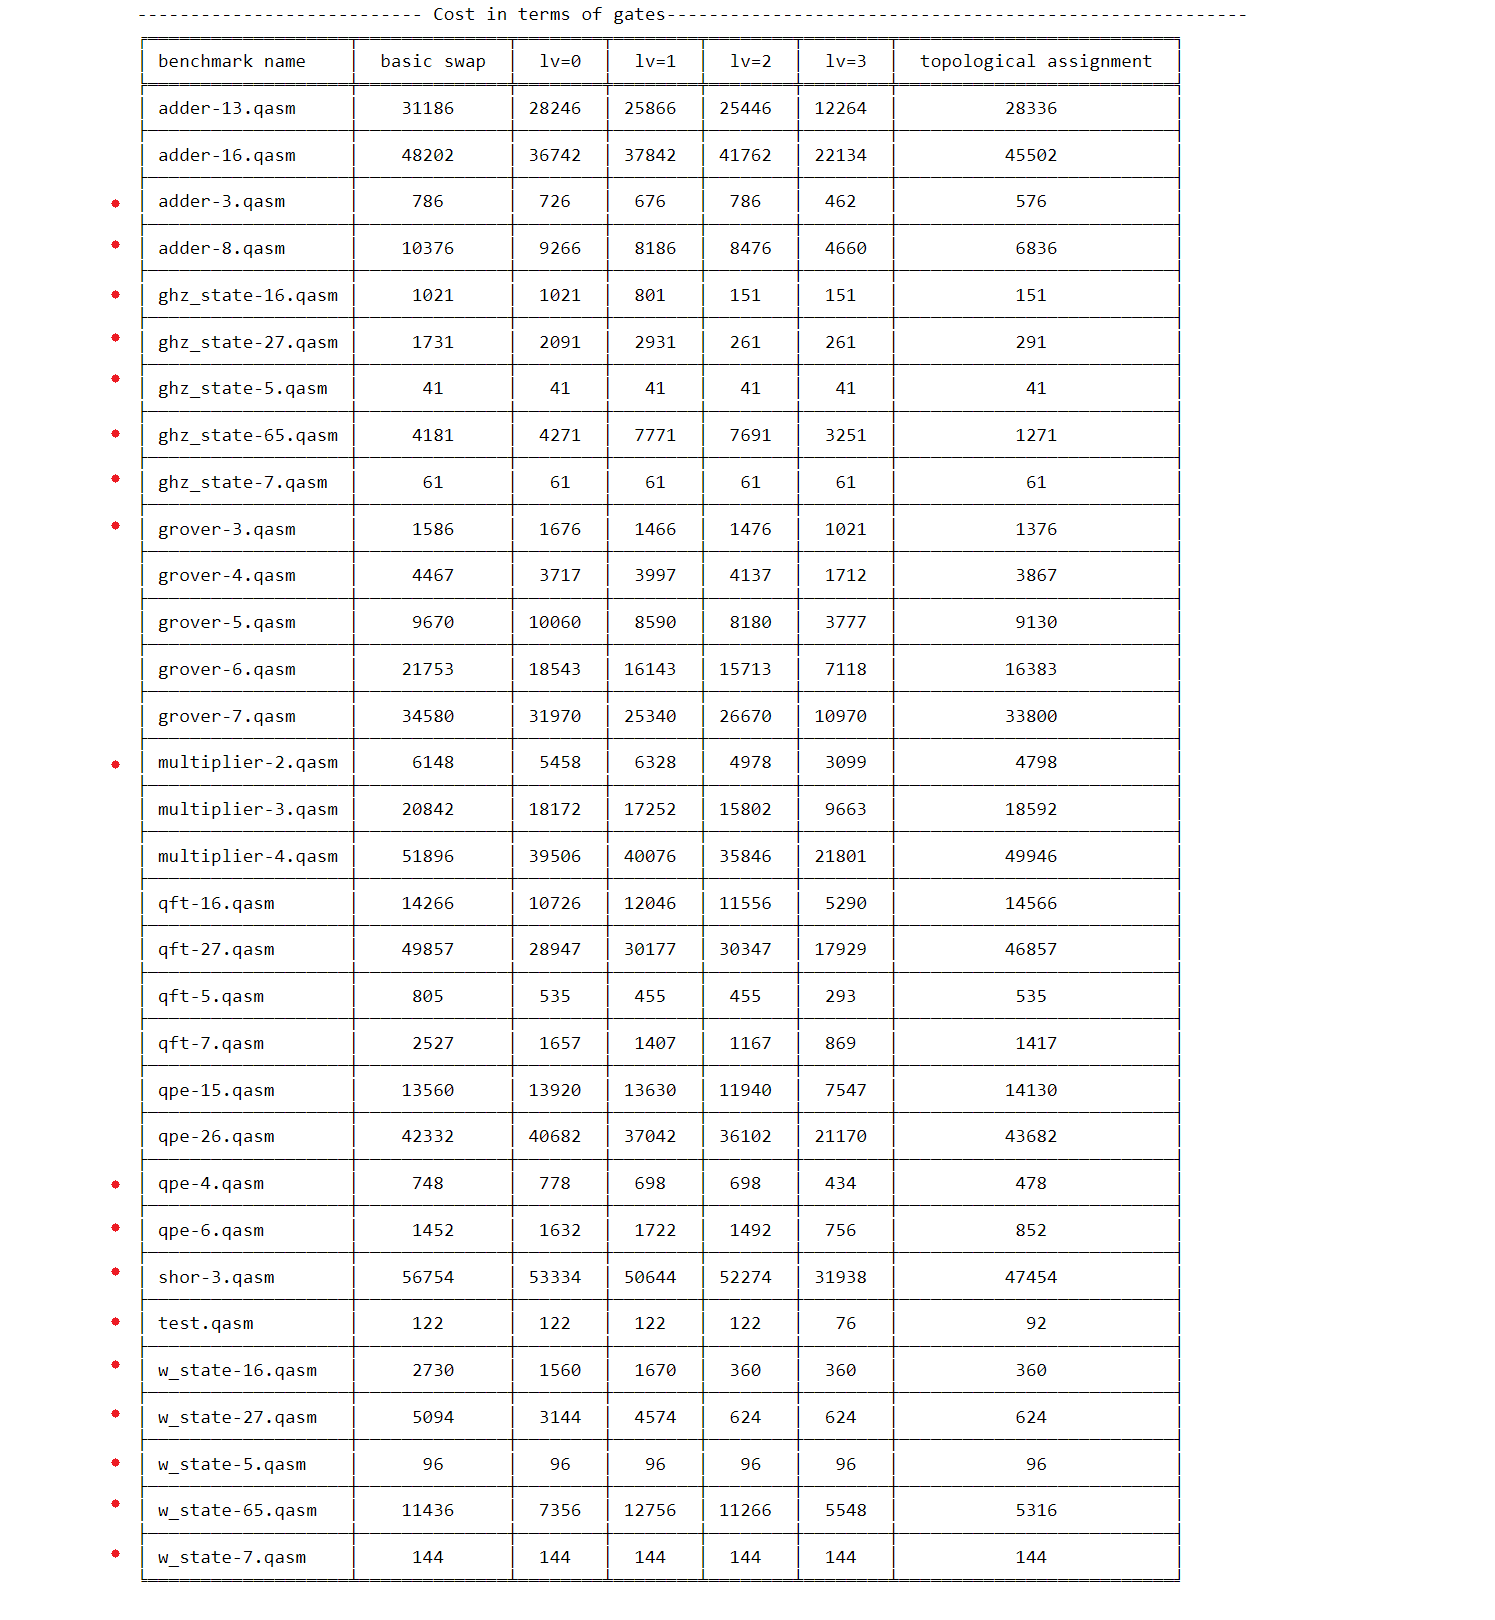 --------------------------- Cost in terms of gates-------------------------------------------------------
benchmark name basic swap lv=0 lv=1 lv=2 lv=3 topological assignment
adder-13.qasm 31186 28246 25866 25446 12264 28336
adder-16.qasm 48202 36742 37842 41762 22134 45502
adder-3.qasm 786 726 676 786 462 576
adder-8.qasm 10376 9266 8186 8476 4660 6836
ghz_state-16.qasm 1021 1021 801 151 151 151
ghz_state-27.qasm 1731 2091 2931 261 261 291
ghz_state-5.qasm 41 41 41 41 41 41
ghz_state-65.qasm 4181 4271 7771 7691 3251 1271
ghz_state-7.qasm 61 61 61 61 61 61
grover-3.qasm 1586 1676 1466 1476 1021 1376
grover-4.qasm 4467 3717 3997 4137 1712 3867
grover-5.qasm 9670 10060 8590 8180 3777 9130
grover-6.qasm 21753 18543 16143 15713 7118 16383
grover-7.qasm 34580 31970 25340 26670 10970 33800
multiplier-2.qasm 6148 5458 6328 4978 3099 4798
multiplier-3.qasm 20842 18172 17252 15802 9663 18592
multiplier-4.qasm 51896 39506 40076 35846 21801 49946
qft-16.qasm 14266 10726 12046 11556 5290 14566
qft-27.qasm 49857 28947 30177 30347 17929 46857
qft-5.qasm 805 535 455 455 293 535
qft-7.qasm 2527 1657 1407 1167 869 1417
qpe-15.qasm 13560 13920 13630 11940 7547 14130
qpe-26.qasm 42332 40682 37042 36102 21170 43682
qpe-4.qasm 748 778 698 698 434 478
qpe-6.qasm 1452 1632 1722 1492 756 852
shor-3.qasm 56754 53334 50644 52274 31938 47454
test.qasm 122 122 122 122 76 92
w_state-16.qasm 2730 1560 1670 360 360 360
w_state-27.qasm 5094 3144 4574 624 624 624
w_state-5.qasm 96 96 96 96 96 96
w_state-65.qasm 11436 7356 12756 11266 5548 5316
w_state-7.qasm 144 144 144 144 144 144